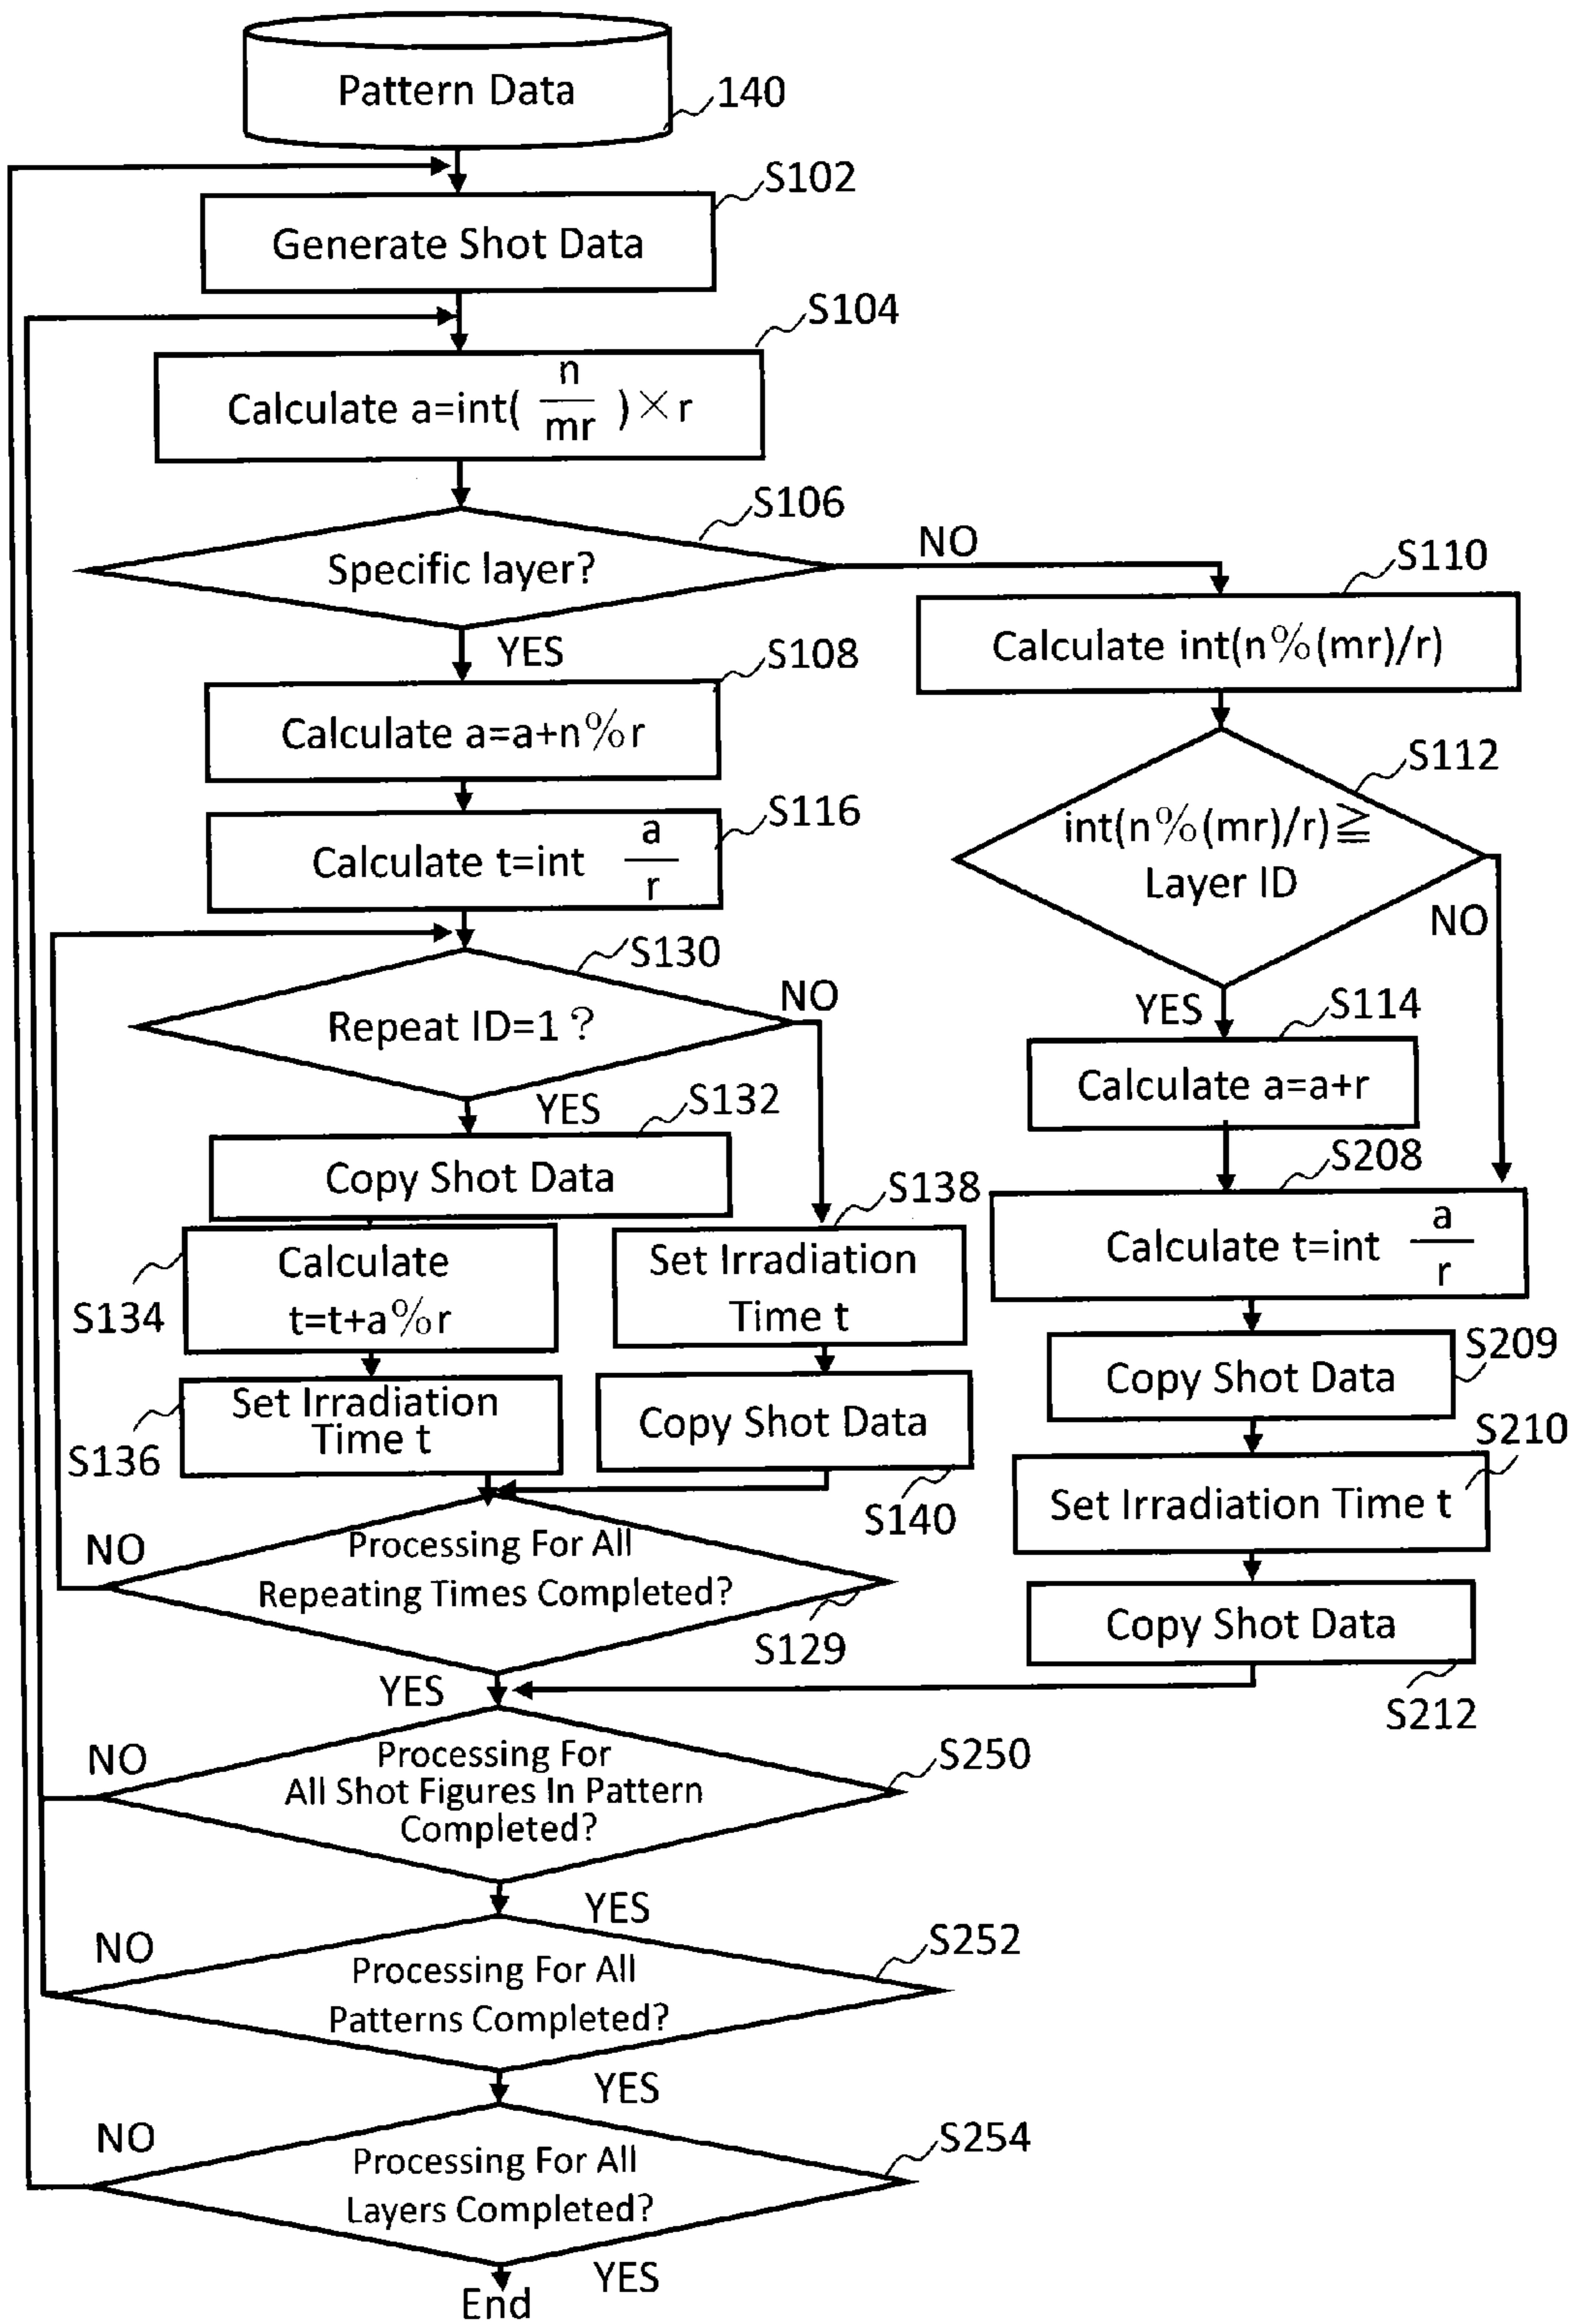 Pattern Data
140
S102
Generate Shot Data
S104
Calculate a=int( n/mr )×r
S106
Specific layer?
NO
YES
S110
Calculate int(n%(mr)/r)
S108
Calculate a=a+n%r
S112
int(n%(mr)/r)≧
Layer ID
NO
YES
S116
Calculate t=int a/r
S130
Repeat ID=1?
NO
YES
S114
Calculate a=a+r
S132
Copy Shot Data
S208
Calculate t=int a/r
S134
Calculate
t=t+a%r
S138
Set Irradiation
Time t
S209
Copy Shot Data
S136
Set Irradiation
Time t
Copy Shot Data
S140
S210
Set Irradiation Time t
NO
Processing For All
Repeating Times Completed?
S129
YES
Copy Shot Data
S212
NO
Processing For
All Shot Figures In Pattern
Completed?
S250
YES
NO
Processing For All
Patterns Completed?
S252
YES
NO
Processing For All
Layers Completed?
S254
YES
End